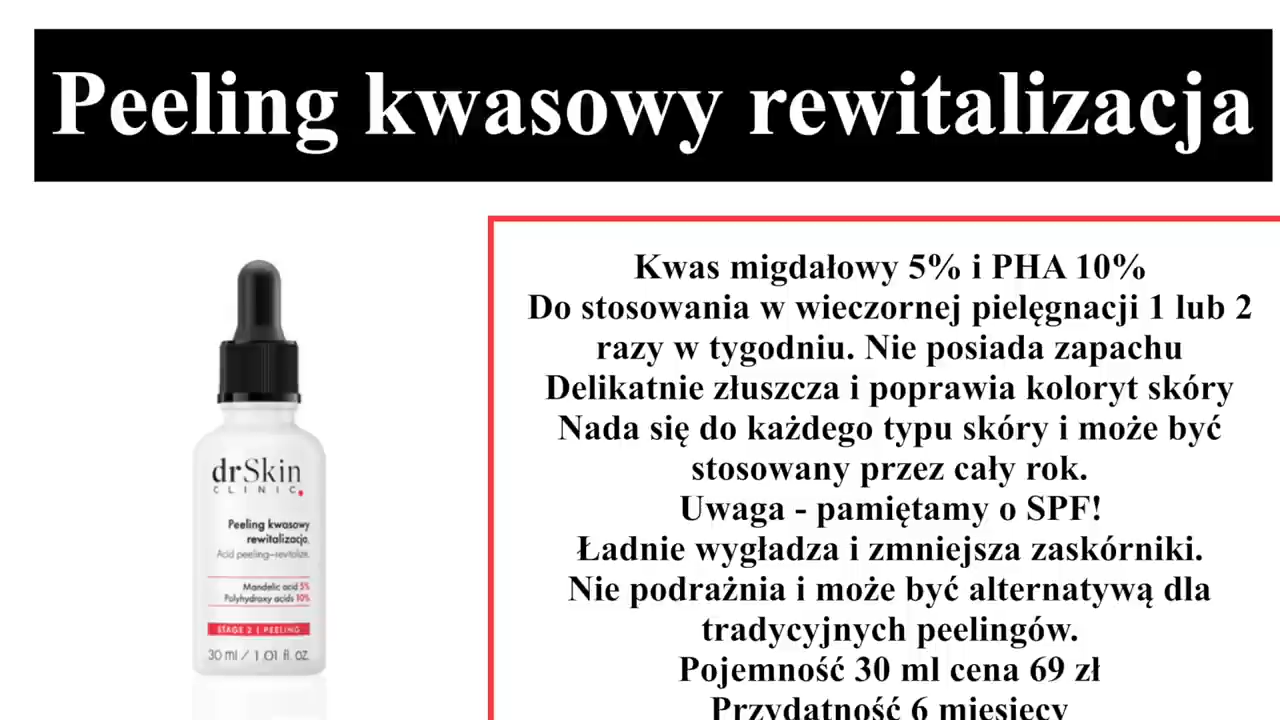 Peeling kwasowy rewitalizacja
Kwas migdałowy 5% i PHA 10%
Do stosowania w wieczornej pielęgnacji 1 lub 2
razy w tygodniu. Nie posiada zapachu
Delikatnie złuszcza i poprawia koloryt skóry
Nada się do każdego typu skóry i może być
stosowany przez cały rok.
Uwaga - pamiętamy o SPF!
Ładnie wygładza i zmniejsza zaskórniki.
Nie podrażnia i może być alternatywą dla
tradycyjnych peelingów.
Pojemność 30 ml cena 69 zł
Przydatność 6 miesięcy
drSkin
CLINIC.
Peeling kwasowy
rewitalizacja.
Acid peeling–revitalize.
Mandelic acid 5%
Polyhydroxy acids 10%
STAGE 2 | PEELING
30 ml / 1 01 fl. oz.